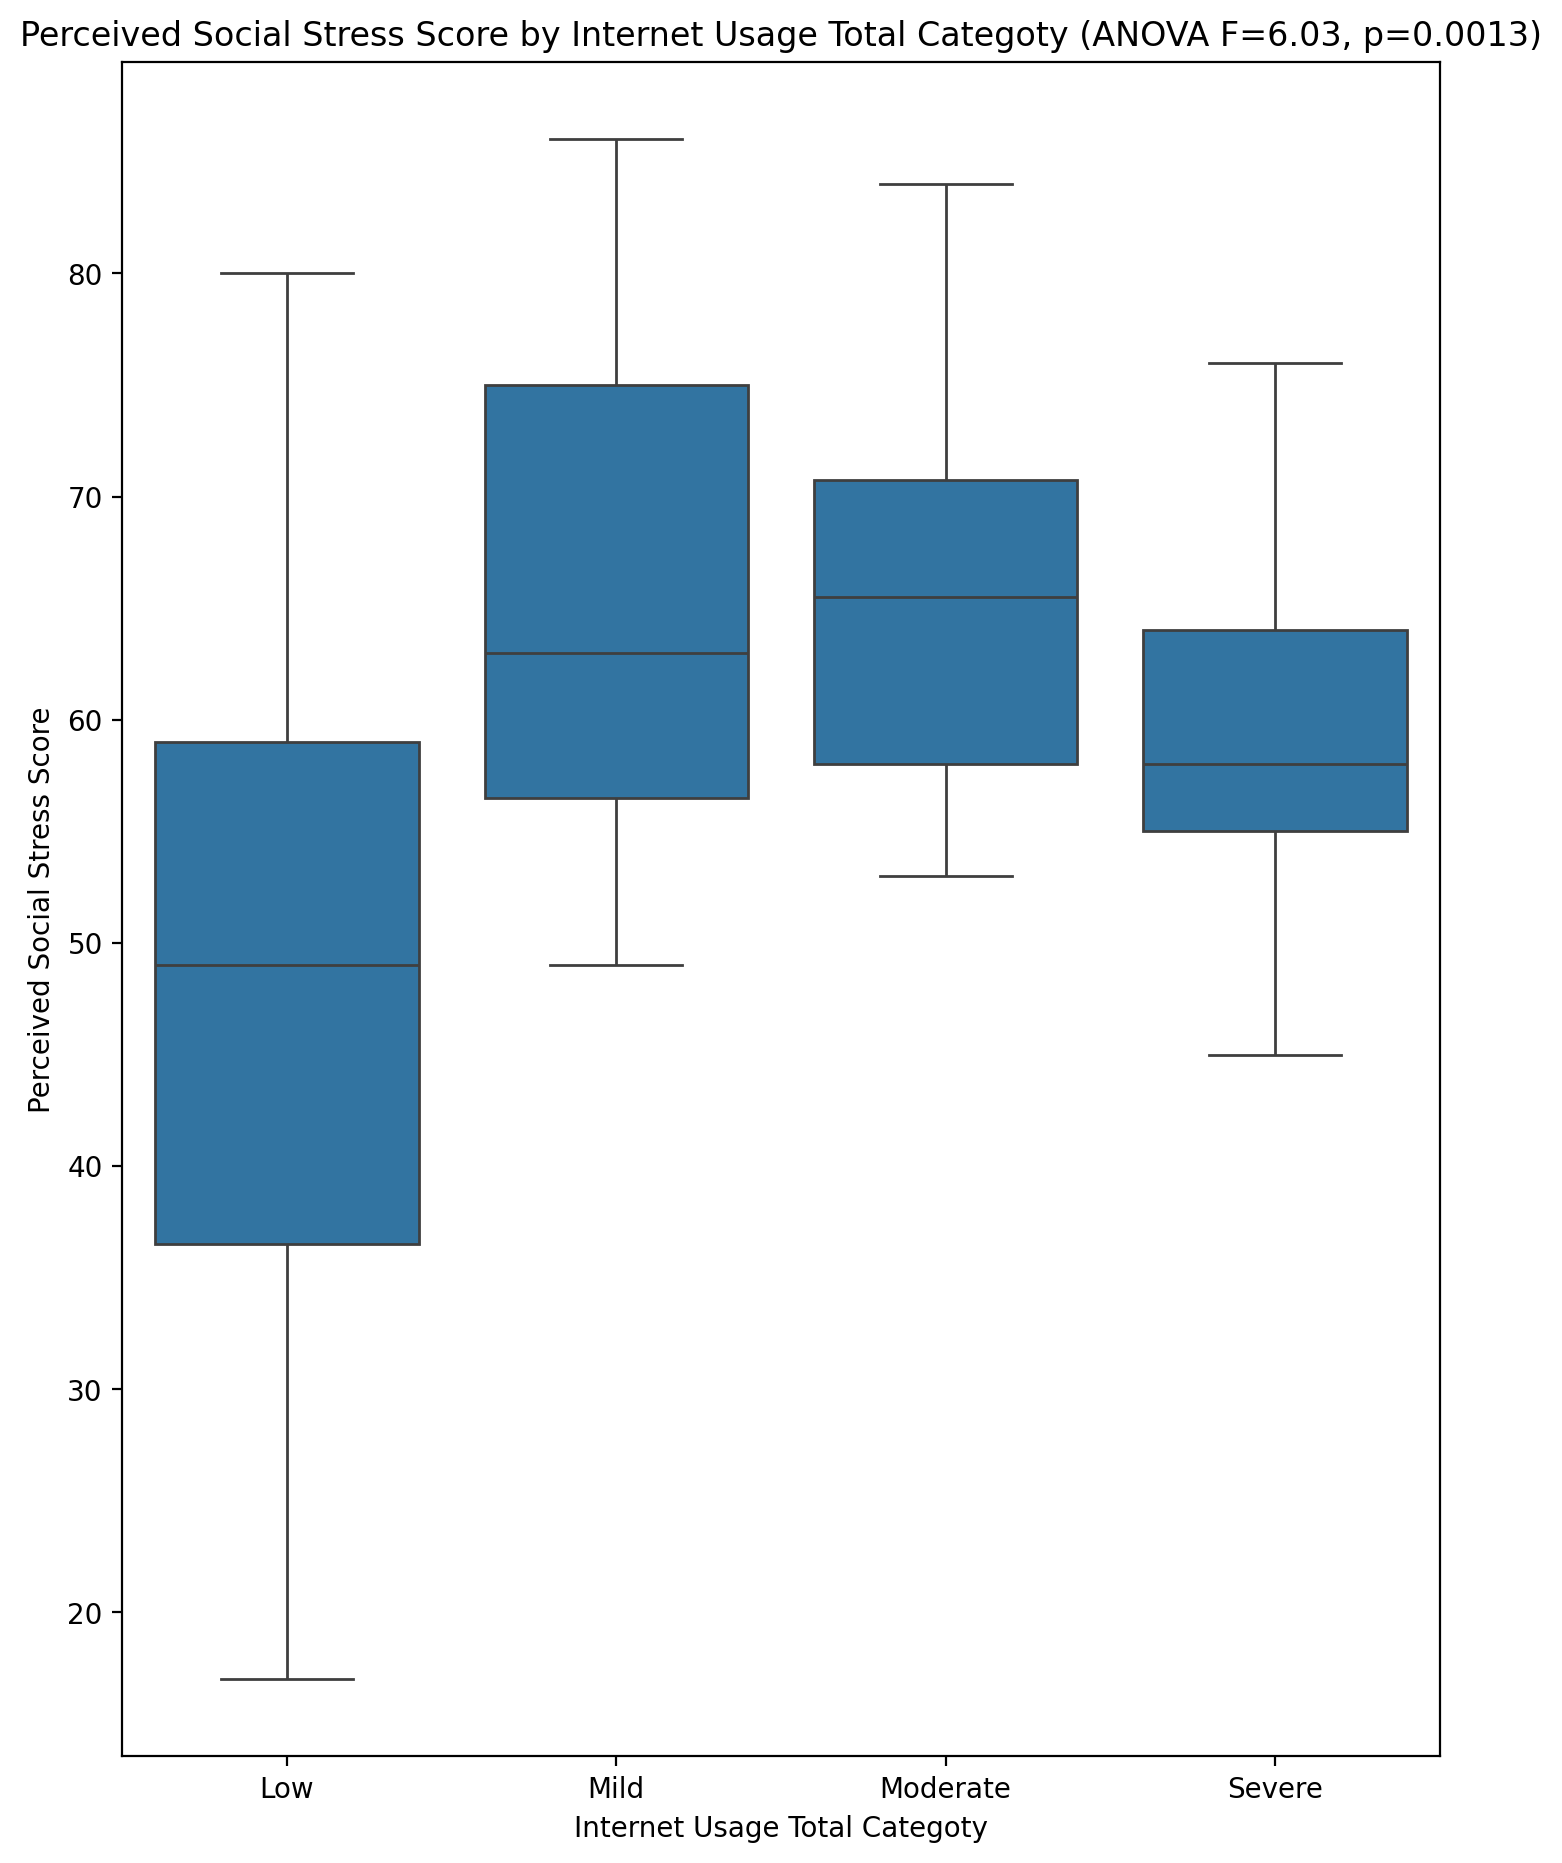 Perceived Social Stress Score by Internet Usage Total Categoty (ANOVA F=6.03, p=0.0013)
Perceived Social Stress Score
80
70
60
50
40
30
20
Low
Mild
Moderate
Severe
Internet Usage Total Categoty